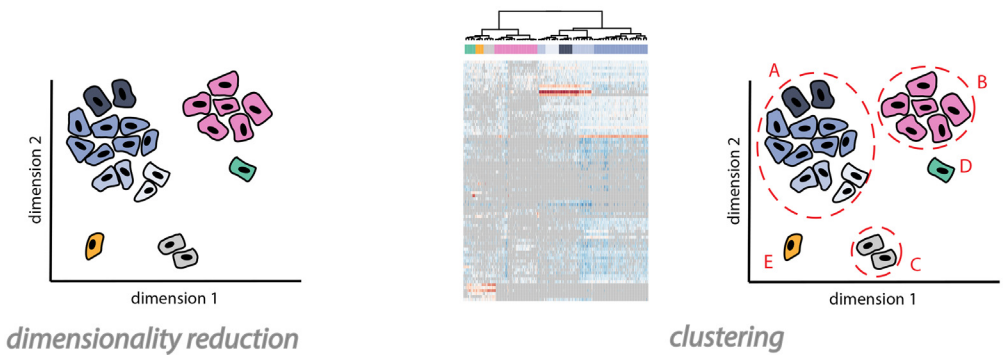 dimension 2
dimension 1
dimensionality reduction
A
B
dimension 2
D
E
C
dimension 1
clustering